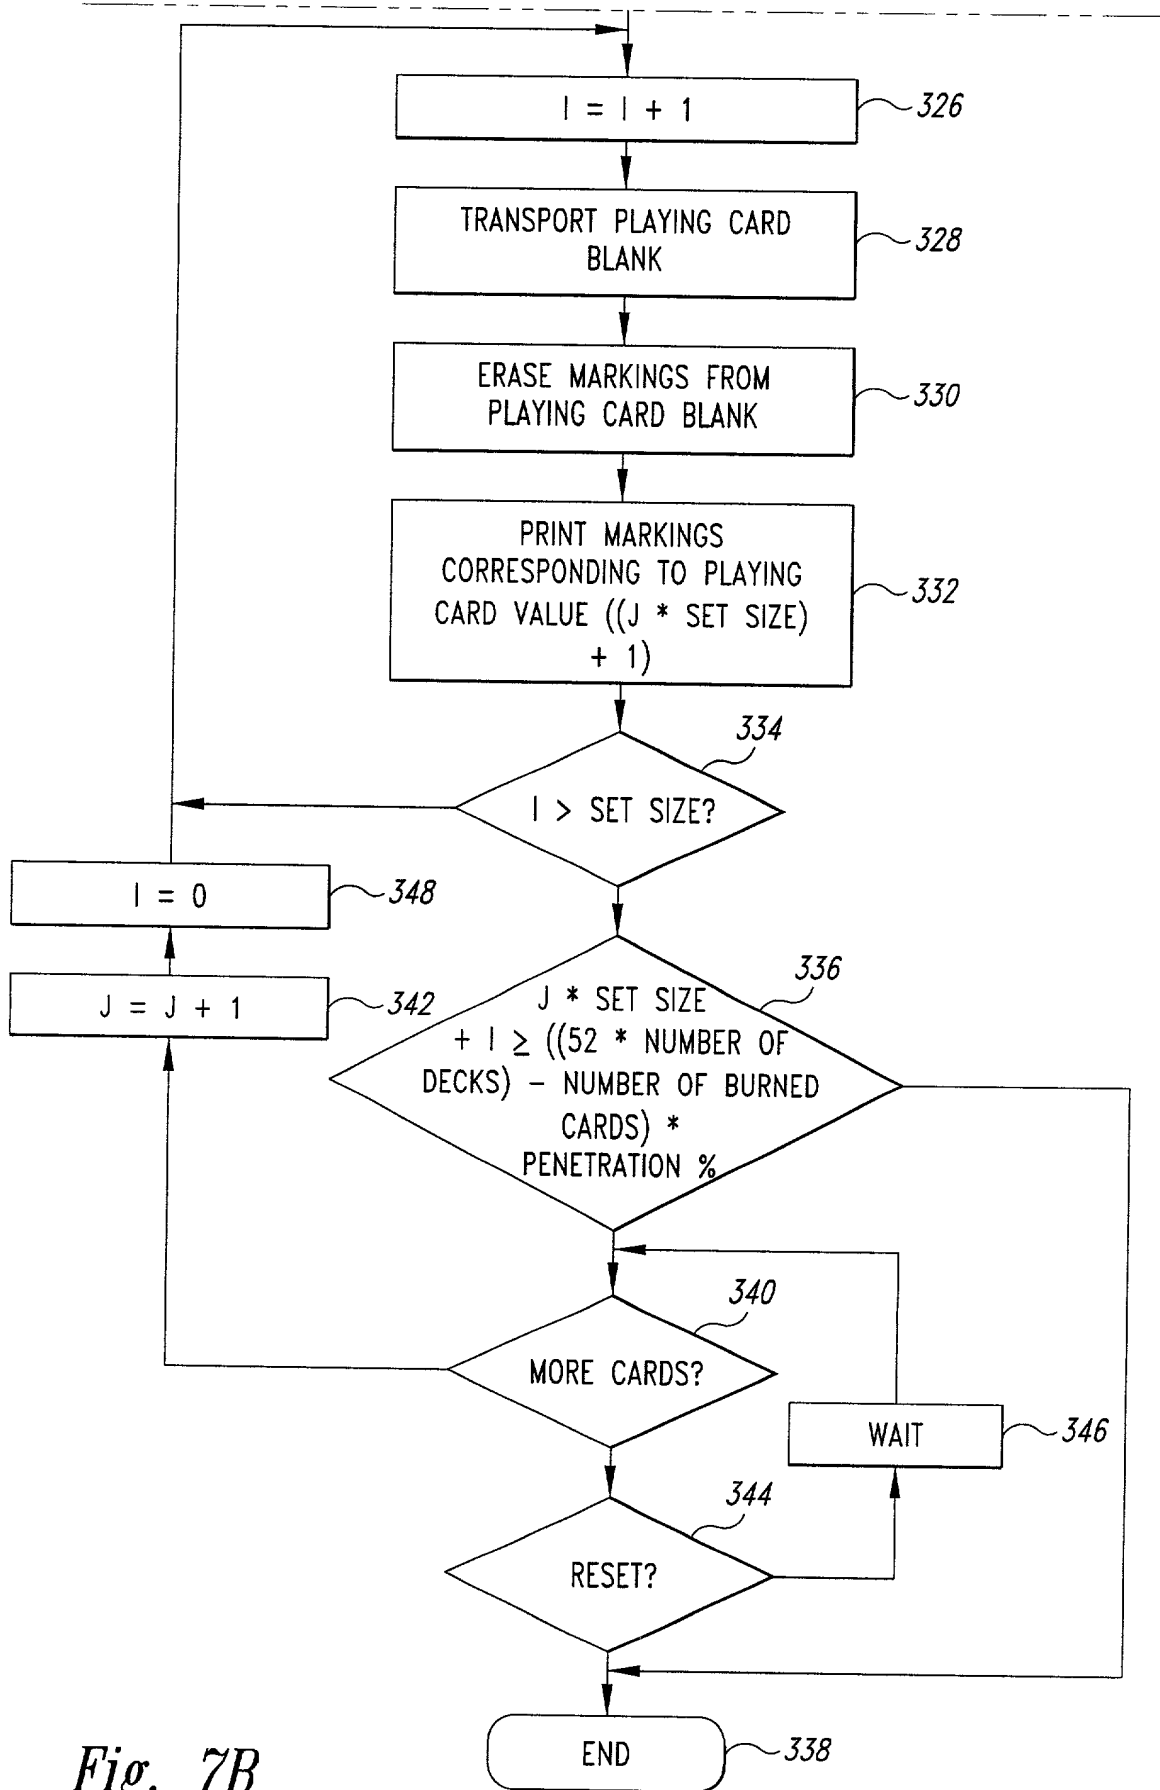 I = I + 1
326
TRANSPORT PLAYING CARD
BLANK
328
ERASE MARKINGS FROM
PLAYING CARD BLANK
330
PRINT MARKINGS
CORRESPONDING TO PLAYING
CARD VALUE ((J * SET SIZE)
+ 1)
332
334
I > SET SIZE?
I = 0
348
J = J + 1
342
336
J * SET SIZE
+ I ≥ ((52 * NUMBER OF
DECKS) – NUMBER OF BURNED
CARDS) *
PENETRATION %
340
MORE CARDS?
WAIT
346
344
RESET?
END
338
Fig. 7B